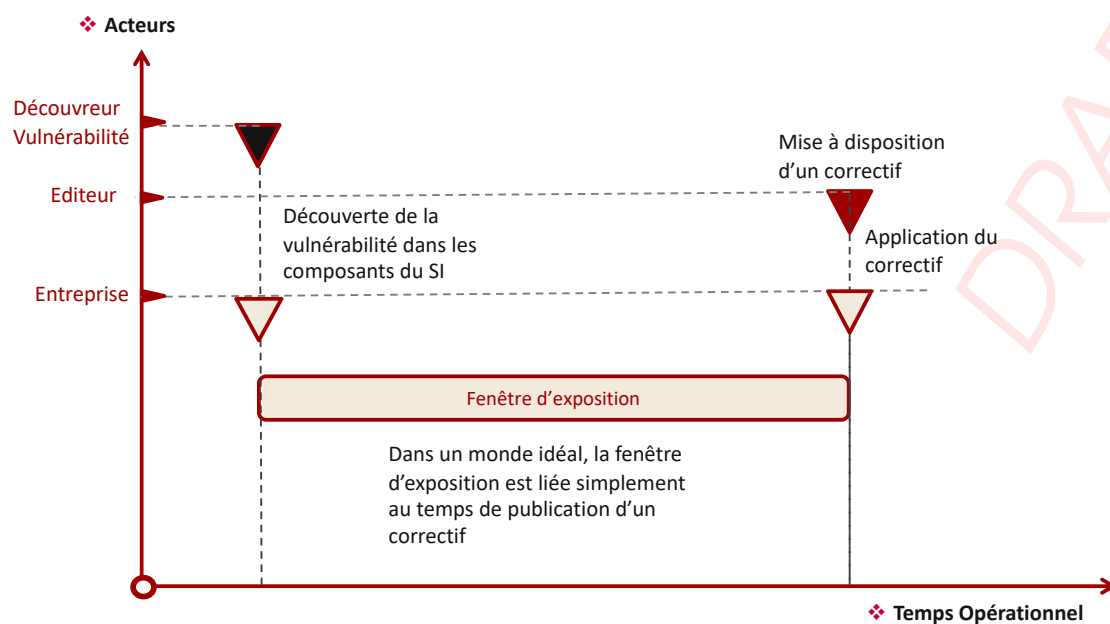 ❖ Acteurs
Découvreur
Vulnérabilité
Mise à disposition
d’un correctif
Editeur
Découverte de la
vulnérabilité dans les
composants du SI
Application du
correctif
Entreprise
Fenêtre d’exposition
Dans un monde idéal, la fenêtre
d’exposition est liée simplement
au temps de publication d’un
correctif
❖ Temps Opérationnel